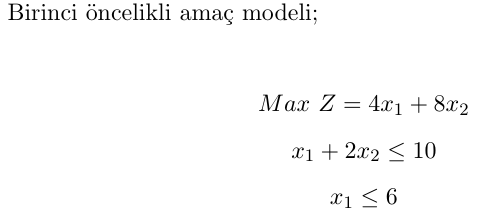 Birinci öncelikli amaç modeli;
Max Z = 4x₁ + 8x₂
x₁ + 2x₂ ≤ 10
x₁ ≤ 6